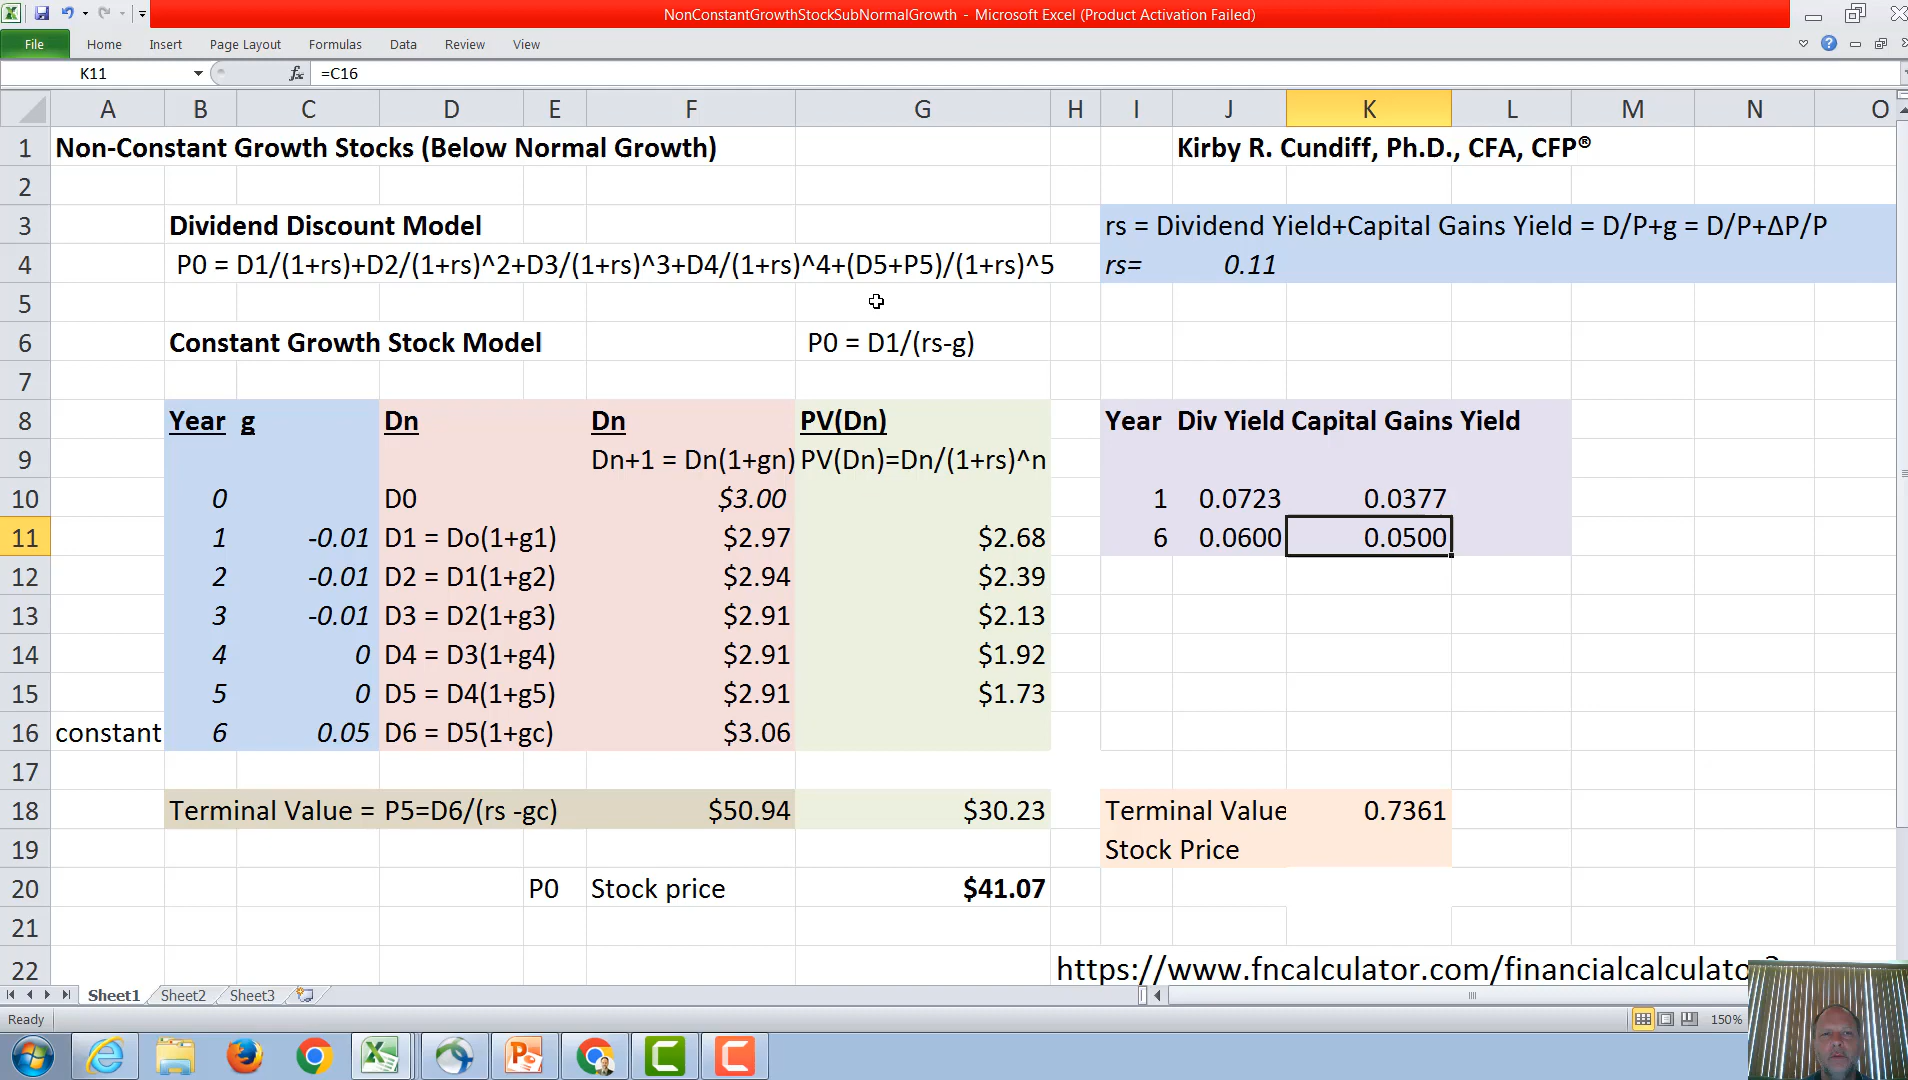 NonConstantGrowthStockSubNormalGrowth - Microsoft Excel (Product Activation Failed)
File Home Insert Page Layout Formulas Data Review View
K11 fx =C16
A B C D E F G H I J K L M N O
1 Non-Constant Growth Stocks (Below Normal Growth) Kirby R. Cundiff, Ph.D., CFA, CFP®
2
3 Dividend Discount Model rs = Dividend Yield+Capital Gains Yield = D/P+g = D/P+ΔP/P
4 P0 = D1/(1+rs)+D2/(1+rs)^2+D3/(1+rs)^3+D4/(1+rs)^4+(D5+P5)/(1+rs)^5 rs= 0.11
5
6 Constant Growth Stock Model P0 = D1/(rs-g)
7
8 Year g Dn Dn PV(Dn) Year Div Yield Capital Gains Yield
9 Dn+1 = Dn(1+gn) PV(Dn)=Dn/(1+rs)^n
10 0 D0 $3.00 1 0.0723 0.0377
11 1 -0.01 D1 = Do(1+g1) $2.97 $2.68 6 0.0600 0.0500
12 2 -0.01 D2 = D1(1+g2) $2.94 $2.39
13 3 -0.01 D3 = D2(1+g3) $2.91 $2.13
14 4 0 D4 = D3(1+g4) $2.91 $1.92
15 5 0 D5 = D4(1+g5) $2.91 $1.73
16 constant 6 0.05 D6 = D5(1+gc) $3.06
17
18 Terminal Value = P5=D6/(rs -gc) $50.94 $30.23 Terminal Value 0.7361
19 Stock Price
20 P0 Stock price $41.07
21
22 https://www.fncalculator.com/financialcalculato
Sheet1 Sheet2 Sheet3
Ready 150%